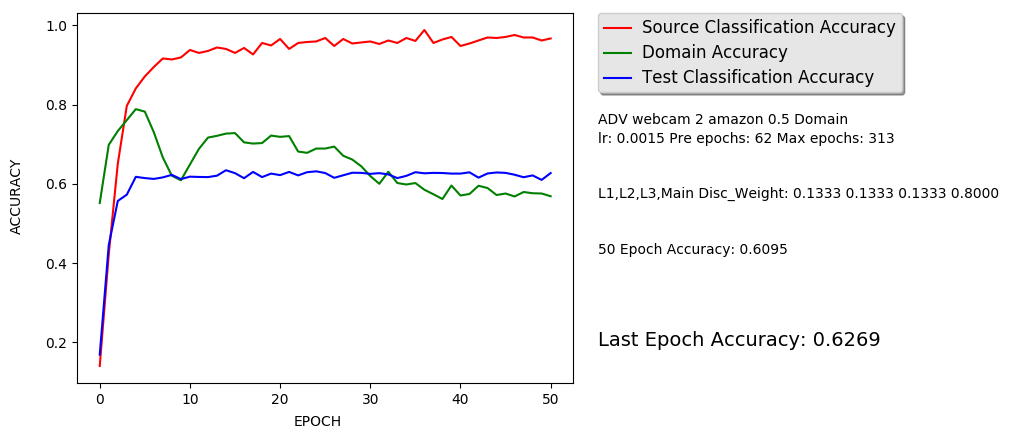 1.0
0.8
0.6
0.4
0.2
ACCURACY
0 10 20 30 40 50
EPOCH
Source Classification Accuracy
Domain Accuracy
Test Classification Accuracy
ADV webcam 2 amazon 0.5 Domain
lr: 0.0015 Pre epochs: 62 Max epochs: 313
L1,L2,L3,Main Disc_Weight: 0.1333 0.1333 0.1333 0.8000
50 Epoch Accuracy: 0.6095
Last Epoch Accuracy: 0.6269